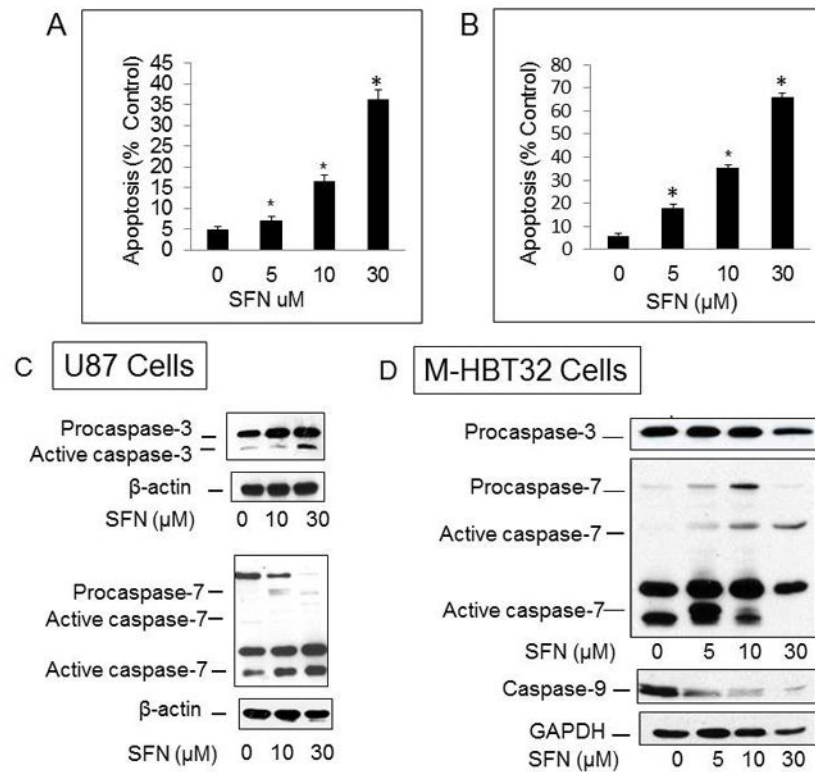 A
Apoptosis (% Control)
45
40
35
30
25
20
15
10
5
0
*
*
*
0 5 10 30
SFN uM
B
Apoptosis (% Control)
80
70
60
50
40
30
20
10
0
*
*
*
0 5 10 30
SFN (µM)
C U87 Cells
Procaspase-3
Active caspase-3
β-actin
SFN (µM) 0 10 30
Procaspase-7
Active caspase-7
Active caspase-7
β-actin
SFN (µM) 0 10 30
D M-HBT32 Cells
Procaspase-3
Procaspase-7
Active caspase-7
Active caspase-7
SFN (µM) 0 5 10 30
Caspase-9
GAPDH
SFN (µM) 0 5 10 30